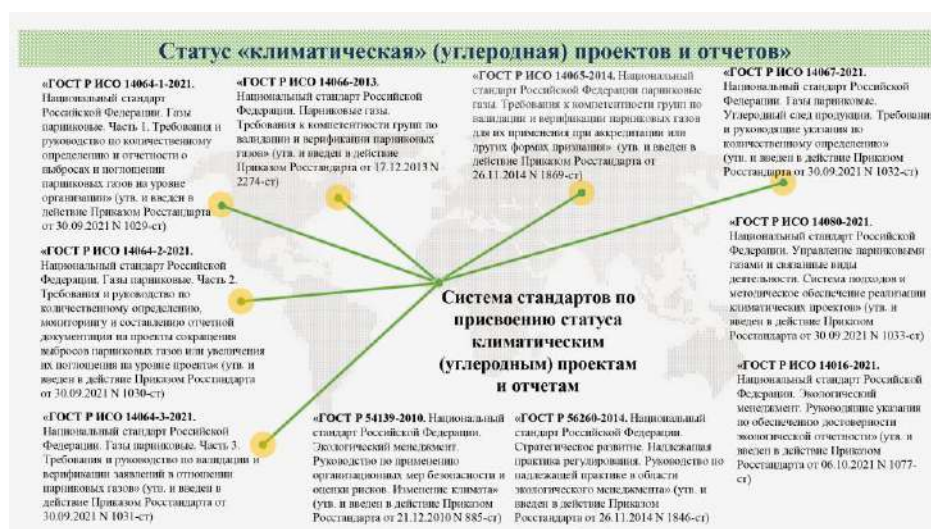 Статус «климатическая» (углеродная) проектов и отчетов»
«ГОСТ Р ИСО 14064-1-2021.
Национальный стандарт
Российской Федерации. Газы
парниковые. Часть 1. Требования и
руководство по количественному
определению и отчетности о
выбросах и поглощении
парниковых газов на уровне
организации» (утв. и введен в
действие Приказом Росстандарта
от 30.09.2021 N 1029-ст)
«ГОСТ Р ИСО 14066-2013.
Национальный стандарт Российской
Федерации. Парниковые газы.
Требования к компетентности групп по
валидации и верификации парниковых
газов» (утв. и введен в действие
Приказом Росстандарта от 17.12.2013 N
2274-ст)
«ГОСТ Р ИСО 14065-2014. Национальный
стандарт Российской Федерации парниковые
газы. Требования к компетентности групп по
валидации и верификации парниковых газов
для их применения при аккредитации или
других формах признания» (утв. и введен в
действие Приказом Росстандарта от
26.11.2014 N 1869-ст)
«ГОСТ Р ИСО 14067-2021.
Национальный стандарт Российской
Федерации. Газы парниковые.
Углеродный след продукции. Требования
и руководящие указания по
количественному определению»
(утв. и введен в действие Приказом
Росстандарта от 30.09.2021 N 1032-ст)
«ГОСТ Р ИСО 14064-2-2021.
Национальный стандарт Российской
Федерации. Газы парниковые. Часть 2.
Требования и руководство по
количественному определению,
мониторингу и составлению отчетной
документации на проекты сокращения
выбросов парниковых газов или увеличения
их поглощения на уровне проекта» (утв. и
введен в действие Приказом Росстандарта
от 30.09.2021 N 1030-ст)
Система стандартов по
присвоению статуса
климатическим
(углеродным) проектам
и отчетам
«ГОСТ Р ИСО 14080-2021.
Национальный стандарт Российской
Федерации. Управление парниковыми
газами и связанные виды
деятельности. Система подходов и
методическое обеспечение реализации
климатических проектов» (утв. и
введен в действие Приказом
Росстандарта от 30.09.2021 N 1033-ст)
«ГОСТ Р ИСО 14064-3-2021.
Национальный стандарт Российской
Федерации. Газы парниковые. Часть 3.
Требования и руководство по валидации и
верификации заявлений в отношении
парниковых газов» (утв. и введен в
действие Приказом Росстандарта от
30.09.2021 N 1031-ст)
«ГОСТ Р 54139-2010. Национальный
стандарт Российской Федерации.
Экологический менеджмент.
Руководство по применению
организационных мер безопасности и
оценки рисков. Изменение климата»
(утв. и введен в действие Приказом
Росстандарта от 21.12.2010 N 885-ст)
«ГОСТ Р 56260-2014. Национальный
стандарт Российской Федерации.
Стратегическое развитие. Надлежащая
практика регулирования. Руководство по
надлежащей практике в области
экологического менеджмента» (утв. и
введен в действие Приказом
Росстандарта от 26.11.2014 N 1846-ст)
«ГОСТ Р ИСО 14016-2021.
Национальный стандарт Российской
Федерации. Экологический
менеджмент. Руководящие указания
по обеспечению достоверности
экологической отчетности» (утв. и
введен в действие Приказом
Росстандарта от 06.10.2021 N 1077-
ст)